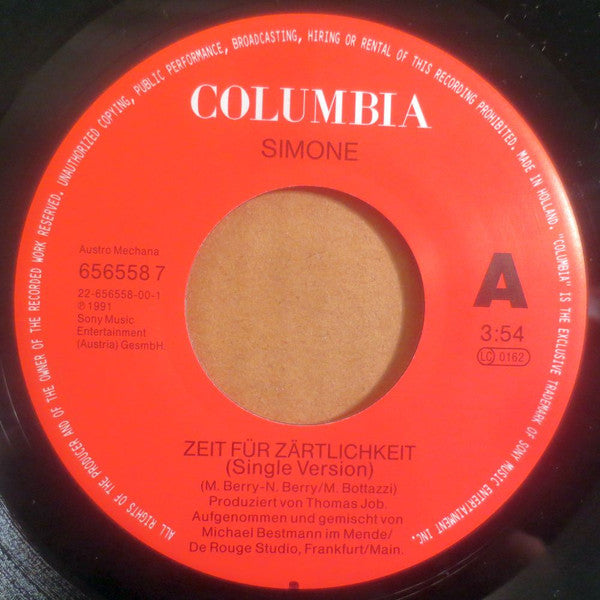 ALL RIGHTS OF THE PRODUCER AND OF THE OWNER OF THE RECORDED WORK RESERVED. UNAUTHORIZED COPYING, PUBLIC PERFORMANCE, BROADCASTING, HIRING OR RENTAL OF THIS RECORDING PROHIBITED. MADE IN HOLLAND. "COLUMBIA" IS THE EXCLUSIVE TRADEMARK OF SONY MUSIC ENTERTAINMENT INC.
COLUMBIA
SIMONE
Austro Mechana
656558 7
22-656558-00-1
℗ 1991
Sony Music
Entertainment
(Austria) GesmbH.
A
3:54
LC 0162
ZEIT FÜR ZÄRTLICHKEIT
(Single Version)
(M. Berry-N. Berry/M. Bottazzi)
Produziert von Thomas Job.
Aufgenommen und gemischt von
Michael Bestmann im Mende/
De Rouge Studio, Frankfurt/Main.